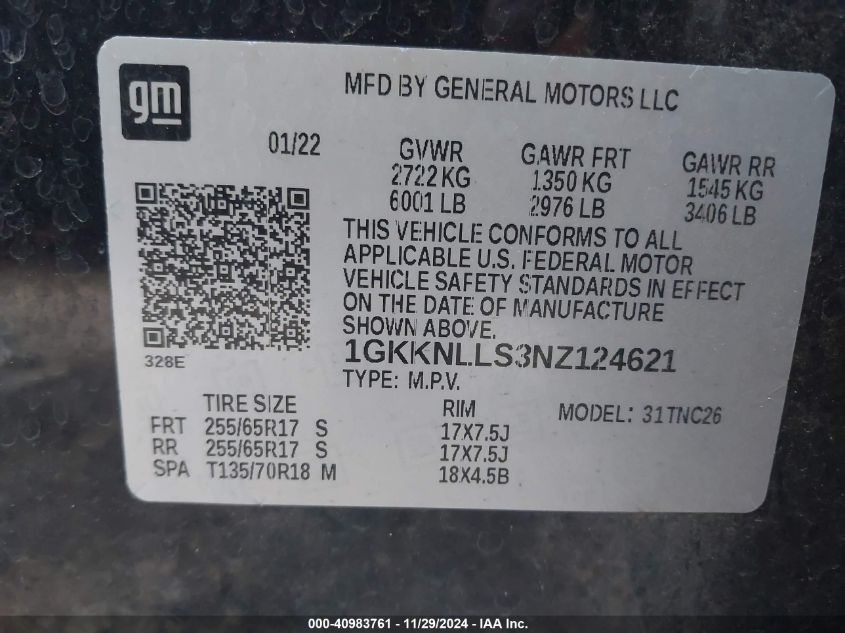 gm
MFD BY GENERAL MOTORS LLC
01/22
GVWR GAWR FRT GAWR RR
2722 KG 1350 KG 1545 KG
6001 LB 2976 LB 3406 LB
THIS VEHICLE CONFORMS TO ALL
APPLICABLE U.S. FEDERAL MOTOR
VEHICLE SAFETY STANDARDS IN EFFECT
ON THE DATE OF MANUFACTURE
SHOWN ABOVE.
328E
1GKKNLLS3NZ124621
TYPE: M.P.V.
TIRE SIZE RIM MODEL: 31TNC26
FRT 255/65R17 S 17X7.5J
RR 255/65R17 S 17X7.5J
SPA T135/70R18 M 18X4.5B
000-40983761 - 11/29/2024 - IAA Inc.